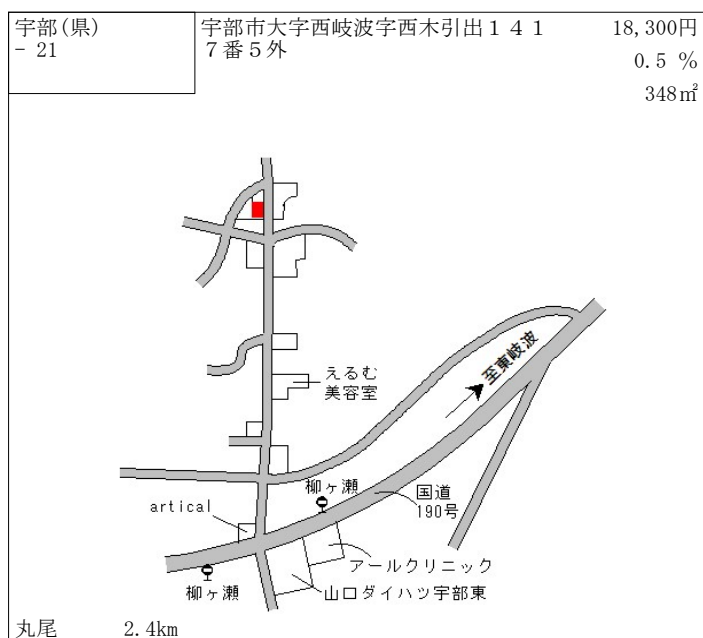 宇部(県)
- 21
宇部市大字西岐波字西木引出１４１
７番５外
18,300円
0.5 %
348㎡
至東岐波
えるむ
美容室
柳ヶ瀬
国道
190号
artical
アールクリニック
柳ヶ瀬
山口ダイハツ宇部東
丸尾 2.4km